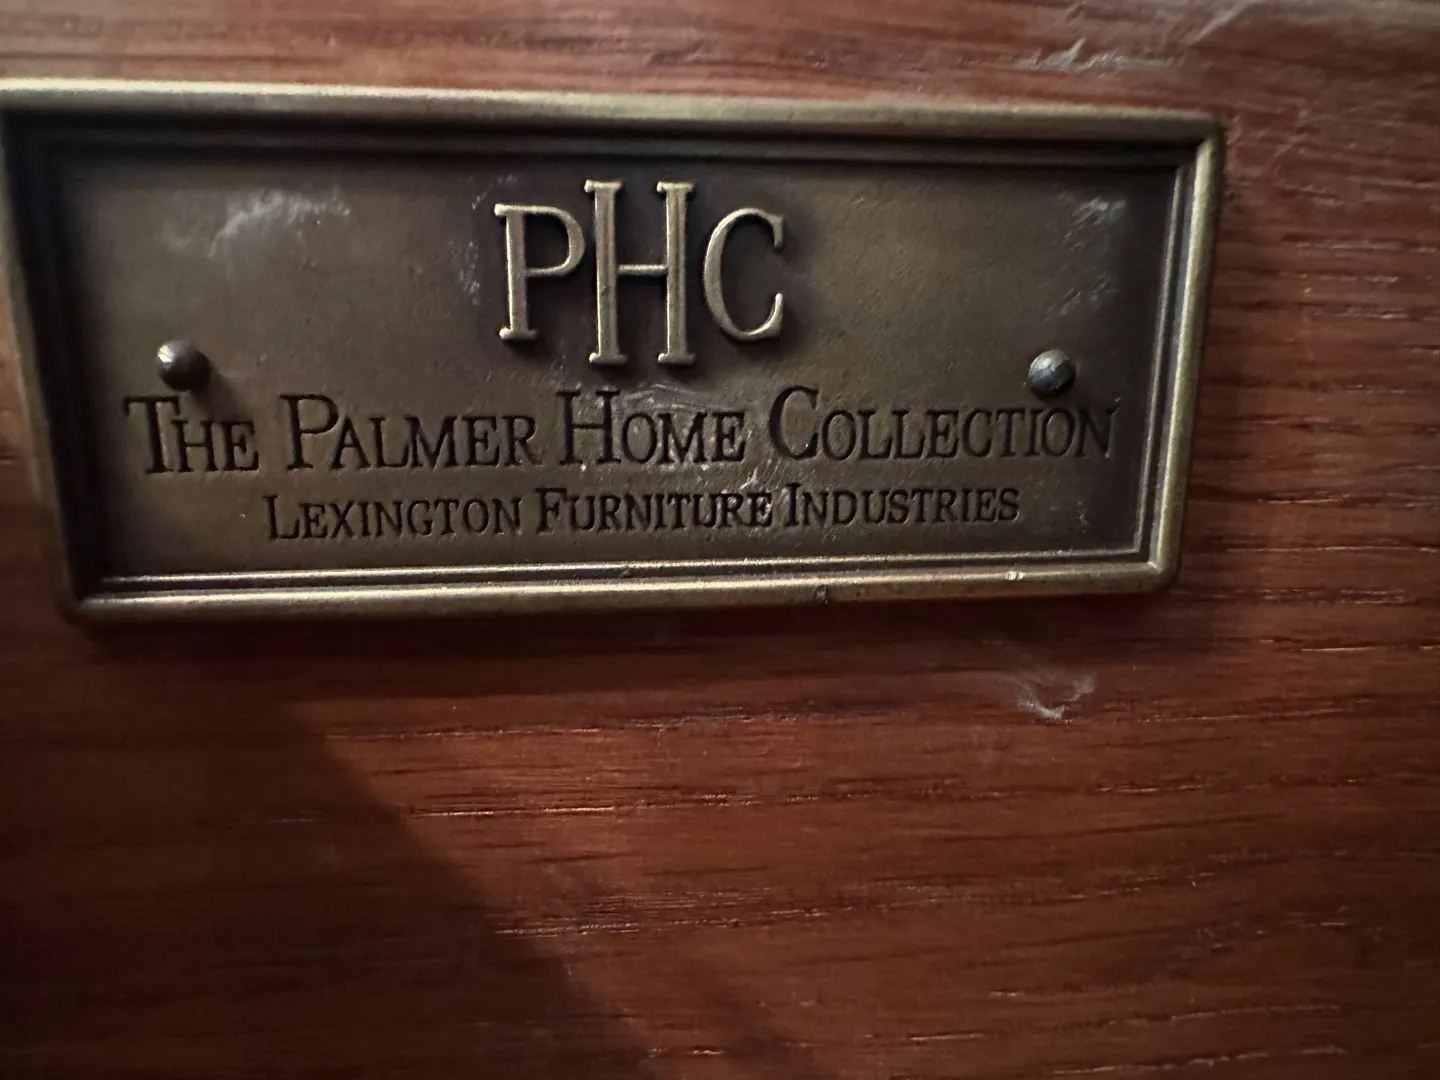 PHC
THE PALMER HOME COLLECTION
LEXINGTON FURNITURE INDUSTRIES